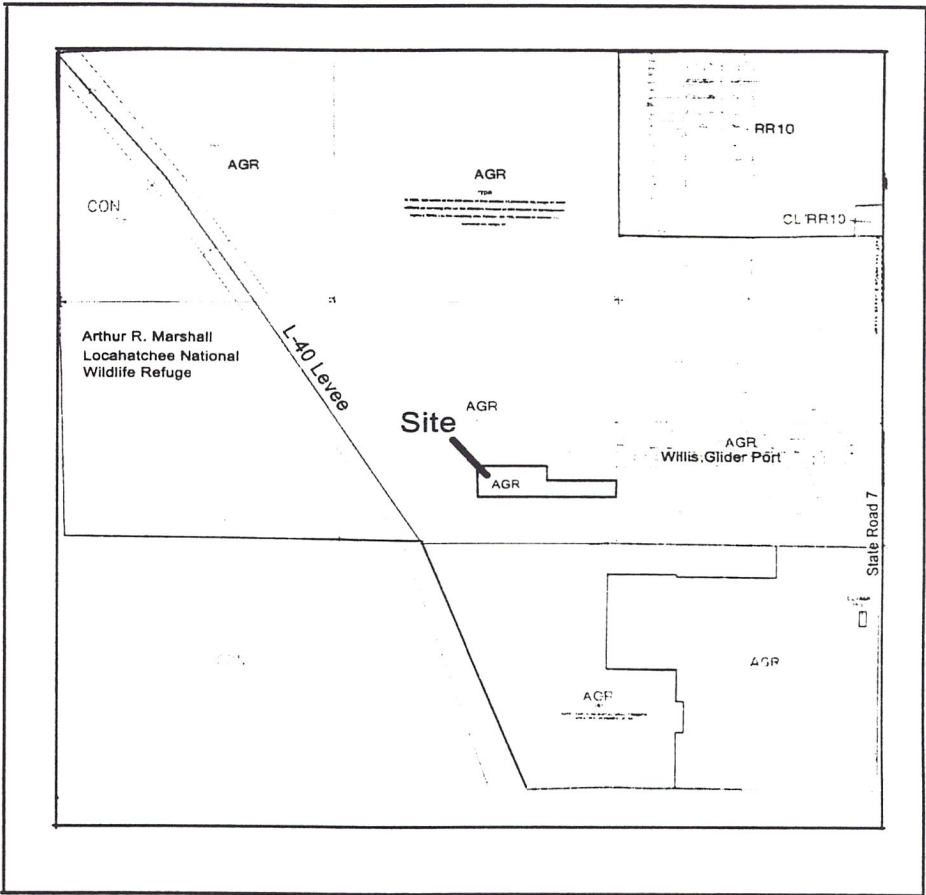 RR10
AGR
AGR
CON
CL/RR10
Arthur R. Marshall
Locahatchee National
Wildlife Refuge
L-40 Levee
AGR
Site
AGR
Willis Glider Port
AGR
State Road 7
AGR
AGR